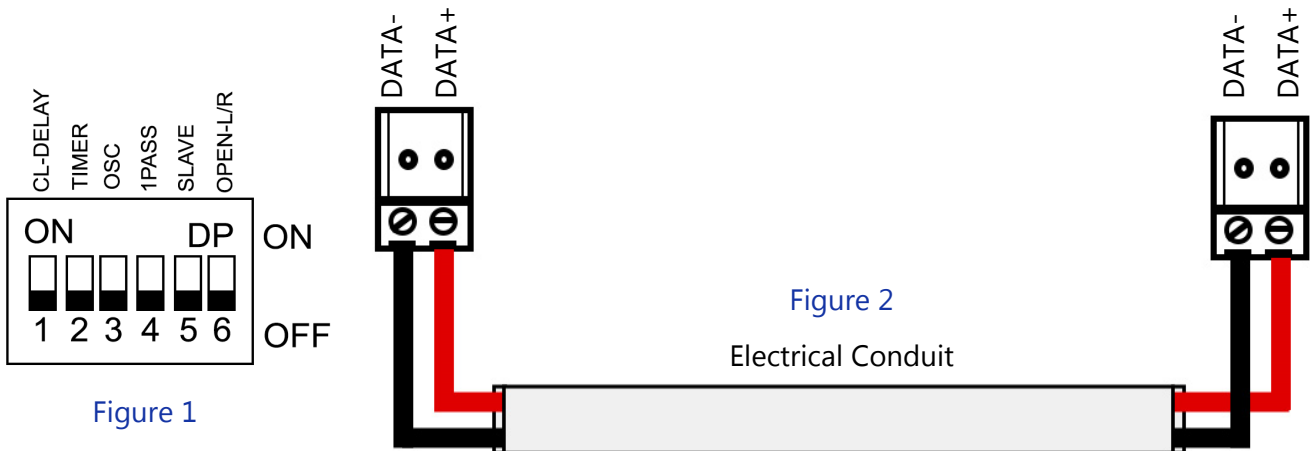 CL-DELAY
TIMER
OSC
1PASS
SLAVE
OPEN-L/R
ON DP
ON
1 2 3 4 5 6
OFF
Figure 1
DATA-
DATA+
DATA-
DATA+
Figure 2
Electrical Conduit